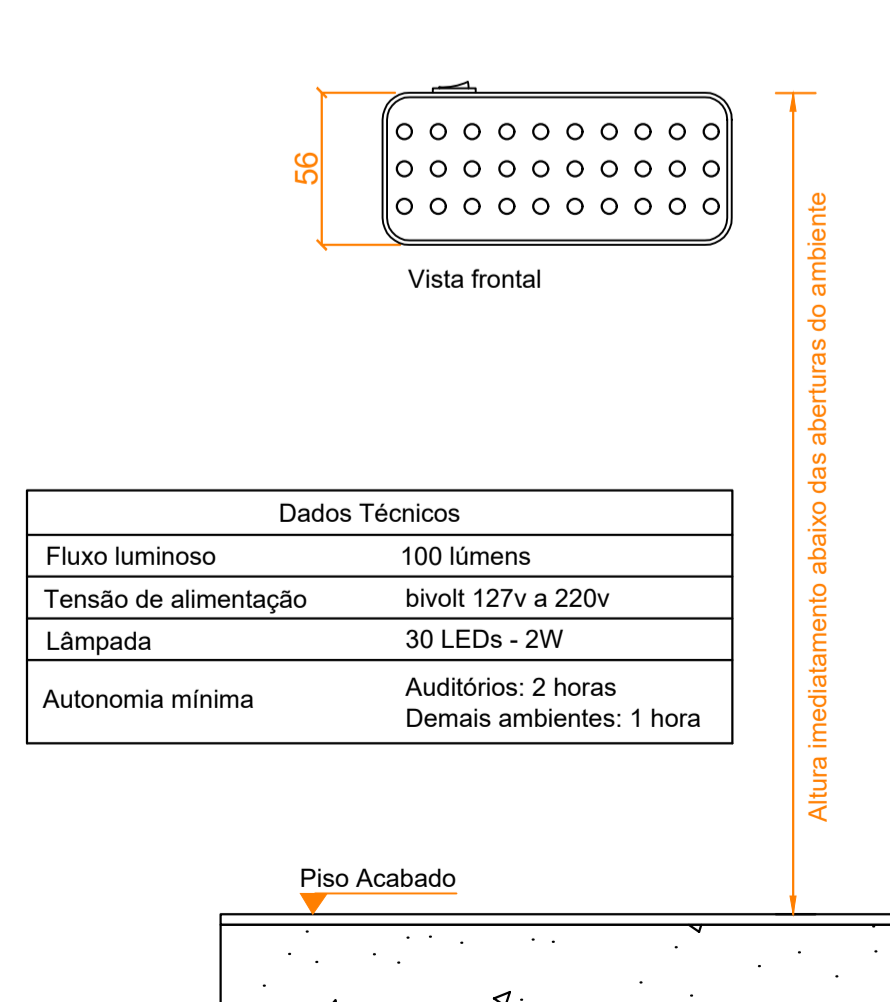 56
Vista frontal
Altura imediatamento abaixo das aberturas do ambiente
Dados Técnicos
Fluxo luminoso 100 lúmens
Tensão de alimentação bivolt 127v a 220v
Lâmpada 30 LEDs - 2W
Autonomia mínima Auditórios: 2 horas
Demais ambientes: 1 hora
Piso Acabado